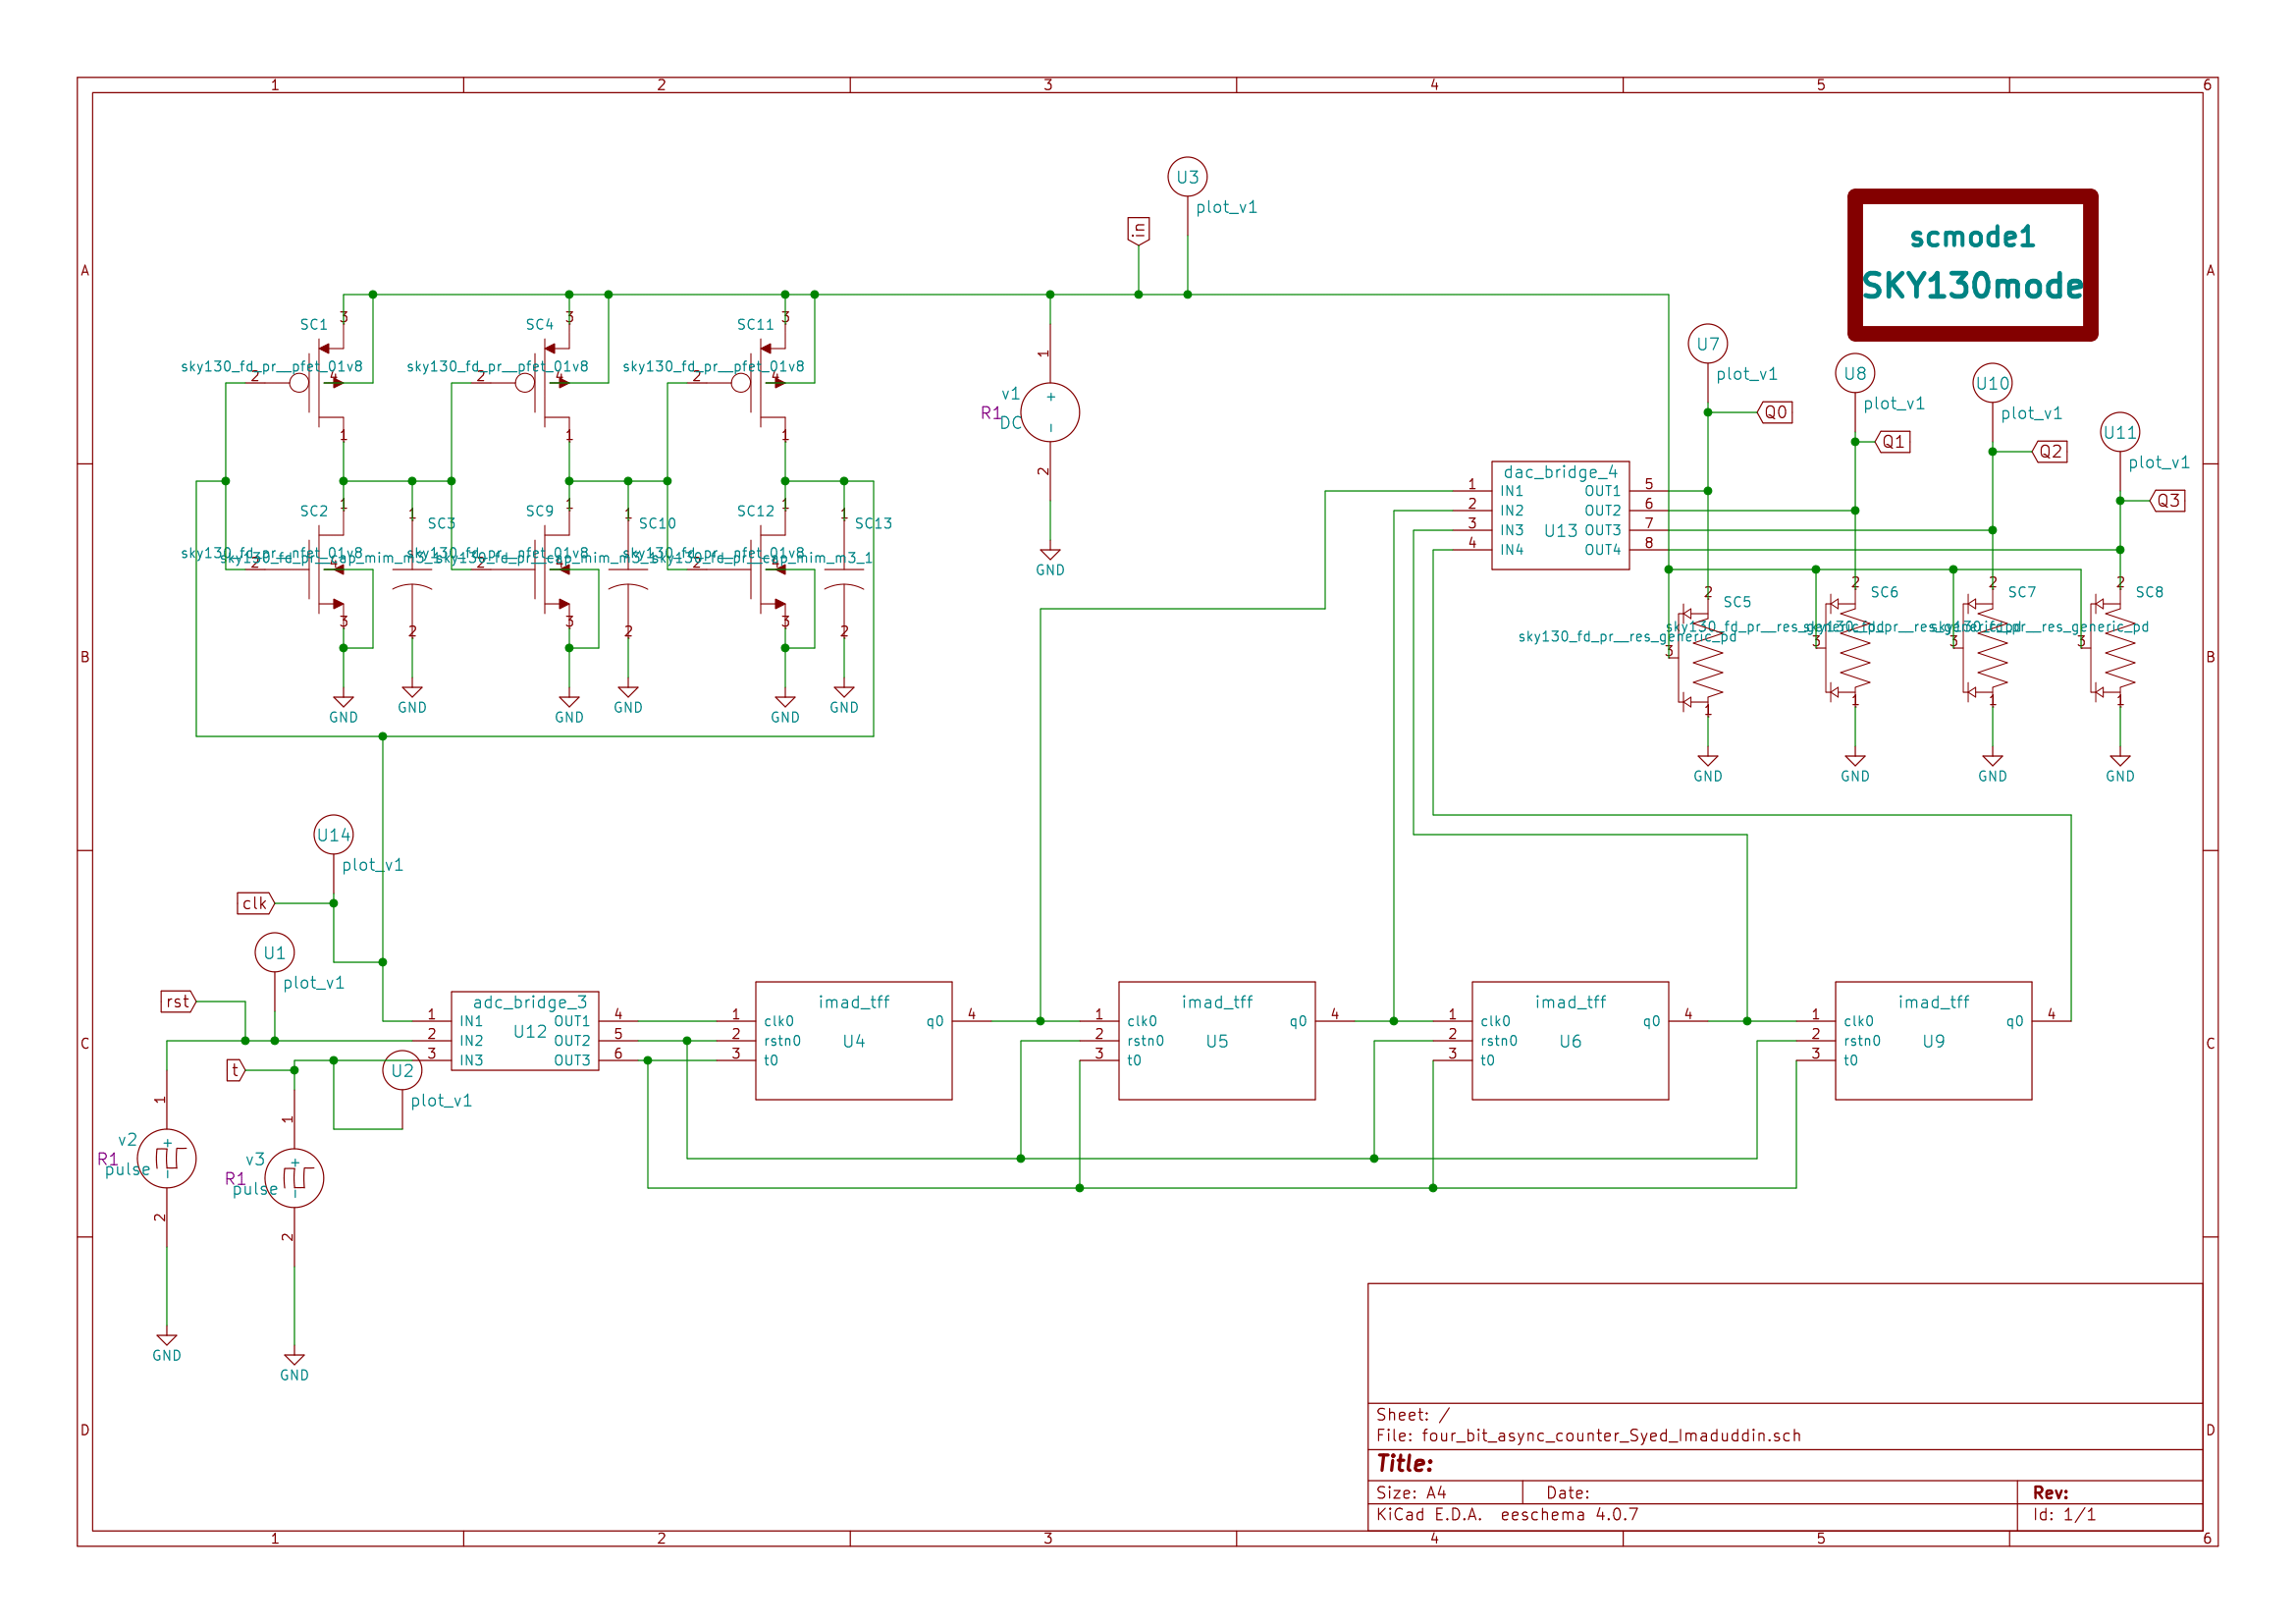 1 2 3 4 5 6
A A
B B
C C
D D
U3
plot_v1
in
scmode1
SKY130mode
SC1
sky130_fd_pr__pfet_01v8
3
2
4
1
SC4
sky130_fd_pr__pfet_01v8
3
2
4
1
SC11
sky130_fd_pr__pfet_01v8
3
2
4
1
v1
R1
DC
1
+
-
2
GND
U7
plot_v1
Q0
U8
plot_v1
Q1
U10
plot_v1
Q2
U11
plot_v1
Q3
dac_bridge_4
U13
1 IN1 OUT1 5
2 IN2 OUT2 6
3 IN3 OUT3 7
4 IN4 OUT4 8
SC2
sky130_fd_pr__nfet_01v8
1
2
4
3
GND
SC3
sky130_fd_pr__cap_mim_m3_1
1
2
GND
SC9
sky130_fd_pr__nfet_01v8
1
2
4
3
GND
SC10
sky130_fd_pr__cap_mim_m3_1
1
2
GND
SC12
sky130_fd_pr__nfet_01v8
1
2
4
3
GND
SC13
sky130_fd_pr__cap_mim_m3_1
1
2
GND
SC5
sky130_fd_pr__res_generic_pd
2
3
1
GND
SC6
sky130_fd_pr__res_generic_pd
2
3
1
GND
SC7
sky130_fd_pr__res_generic_pd
2
3
1
GND
SC8
sky130_fd_pr__res_generic_pd
2
3
1
GND
U14
plot_v1
clk
U1
plot_v1
rst
t
U2
plot_v1
adc_bridge_3
U12
1 IN1 OUT1 4
2 IN2 OUT2 5
3 IN3 OUT3 6
imad_tff
U4
1 clk0 q0 4
2 rstn0
3 t0
imad_tff
U5
1 clk0 q0 4
2 rstn0
3 t0
imad_tff
U6
1 clk0 q0 4
2 rstn0
3 t0
imad_tff
U9
1 clk0 q0 4
2 rstn0
3 t0
v2
R1
pulse
1
+
-
2
GND
v3
R1
pulse
1
+
-
2
GND
Sheet: /
File: four_bit_async_counter_Syed_Imaduddin.sch
Title:
Size: A4 Date: Rev:
KiCad E.D.A. eeschema 4.0.7 Id: 1/1
1 2 3 4 5 6